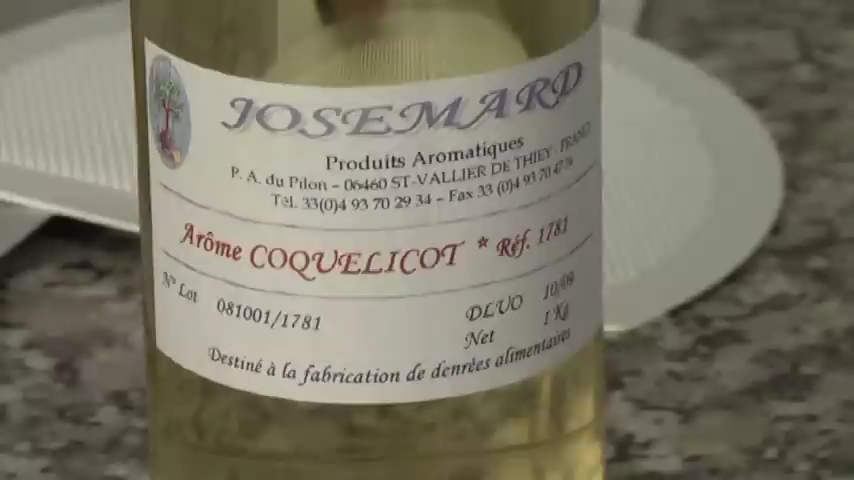 JOSEMARD
Produits Aromatiques
P. A. du Pilon – 06460 ST-VALLIER DE THIEY - FRANCE
Tél. 33(0)4 93 70 29 34 – Fax 33 (0)4 93 70 47
Arôme COQUELICOT * Réf. 1781
N° Lot 081001/1781
DLUO 10/09
Net 1 Kg
Destiné à la fabrication de denrées alimentaires